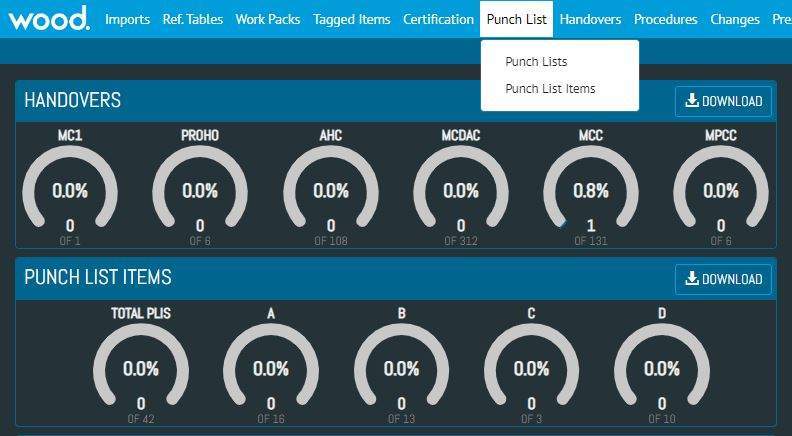 wood. Imports Ref. Tables Work Packs Tagged Items Certification Punch List Handovers Procedures Changes Pre
Punch Lists
Punch List Items
HANDOVERS DOWNLOAD
MC1 PROHO AHC MCDAC MCC MPCC
0.0% 0.0% 0.0% 0.0% 0.8% 0.0%
0 0 0 0 1 0
OF 1 OF 6 OF 108 OF 312 OF 131 OF 6
PUNCH LIST ITEMS DOWNLOAD
TOTAL PLIS A B C D
0.0% 0.0% 0.0% 0.0% 0.0%
0 0 0 0 0
OF 42 OF 16 OF 13 OF 3 OF 10